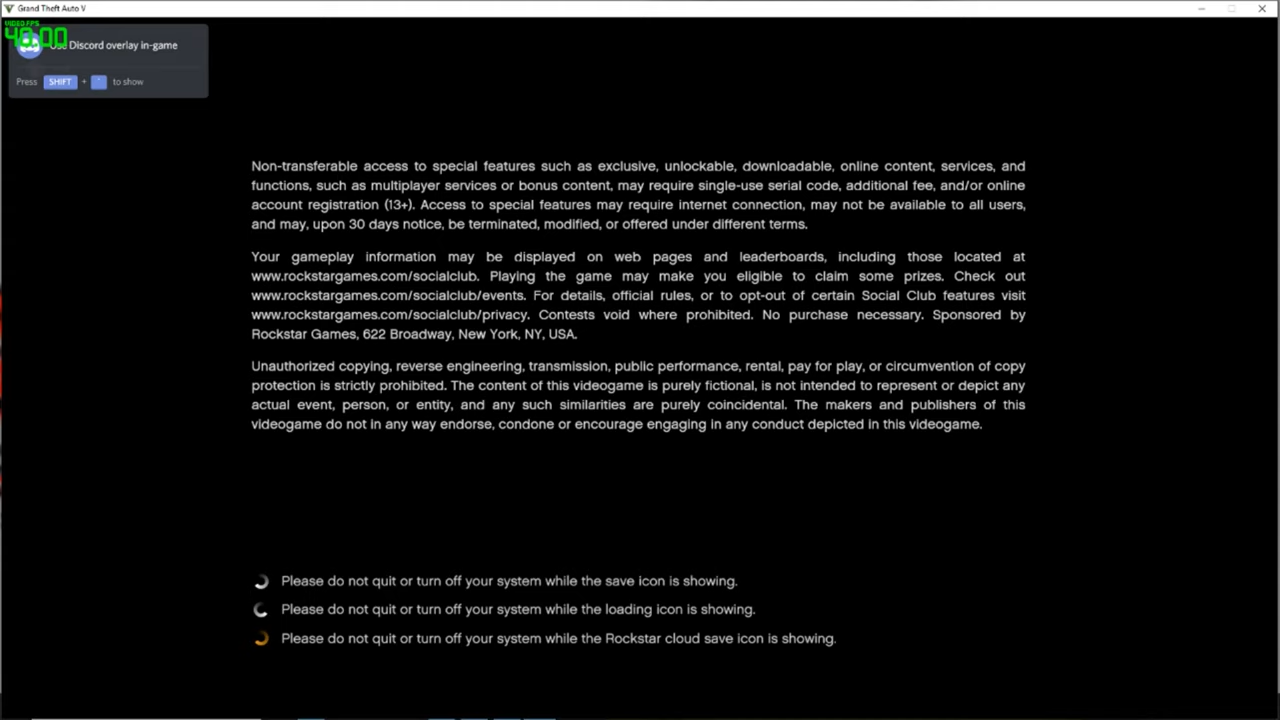 Grand Theft Auto V
VIDEO FPS
40.00
Discord overlay in-game
Press SHIFT + ` to show
Non-transferable access to special features such as exclusive, unlockable, downloadable, online content, services, and
functions, such as multiplayer services or bonus content, may require single-use serial code, additional fee, and/or online
account registration (13+). Access to special features may require internet connection, may not be available to all users,
and may, upon 30 days notice, be terminated, modified, or offered under different terms.
Your gameplay information may be displayed on web pages and leaderboards, including those located at
www.rockstargames.com/socialclub. Playing the game may make you eligible to claim some prizes. Check out
www.rockstargames.com/socialclub/events. For details, official rules, or to opt-out of certain Social Club features visit
www.rockstargames.com/socialclub/privacy. Contests void where prohibited. No purchase necessary. Sponsored by
Rockstar Games, 622 Broadway, New York, NY, USA.
Unauthorized copying, reverse engineering, transmission, public performance, rental, pay for play, or circumvention of copy
protection is strictly prohibited. The content of this videogame is purely fictional, is not intended to represent or depict any
actual event, person, or entity, and any such similarities are purely coincidental. The makers and publishers of this
videogame do not in any way endorse, condone or encourage engaging in any conduct depicted in this videogame.
Please do not quit or turn off your system while the save icon is showing.
Please do not quit or turn off your system while the loading icon is showing.
Please do not quit or turn off your system while the Rockstar cloud save icon is showing.